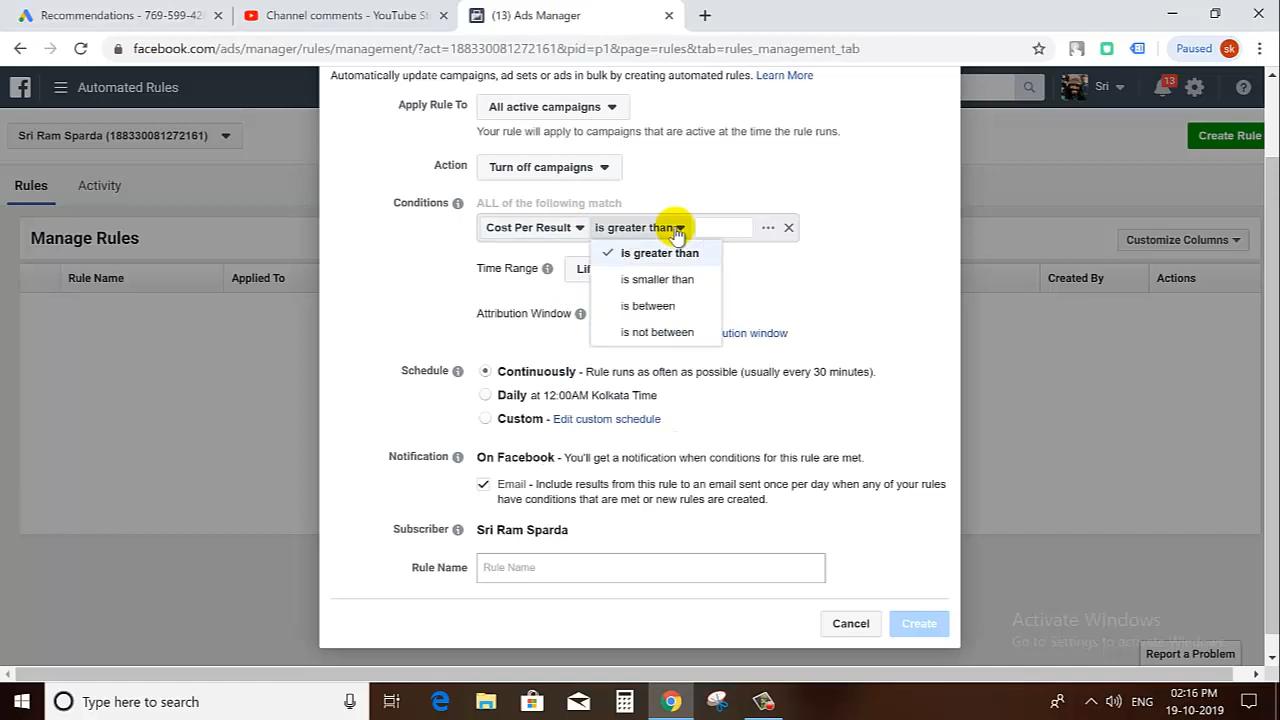 Recommendations - 769-599-42
Channel comments - YouTube St
(13) Ads Manager
facebook.com/ads/manager/rules/management/?act=188330081272161&pid=p1&page=rules&tab=rules_management_tab
Paused
sk
Automated Rules
Sri
13
Sri Ram Sparda (188330081272161)
Create Rule
Rules
Activity
Manage Rules
Customize Columns
Rule Name
Applied To
Created By
Actions
Automatically update campaigns, ad sets or ads in bulk by creating automated rules. Learn More
Apply Rule To
All active campaigns
Your rule will apply to campaigns that are active at the time the rule runs.
Action
Turn off campaigns
Conditions
ALL of the following match
Cost Per Result
is greater than
is greater than
is smaller than
is between
is not between
Time Range
Lif
Attribution Window
ution window
Schedule
Continuously - Rule runs as often as possible (usually every 30 minutes).
Daily at 12:00AM Kolkata Time
Custom - Edit custom schedule
Notification
On Facebook - You'll get a notification when conditions for this rule are met.
Email - Include results from this rule to an email sent once per day when any of your rules
have conditions that are met or new rules are created.
Subscriber
Sri Ram Sparda
Rule Name
Rule Name
Cancel
Create
Activate Windows
Go to Settings to activate Windows.
Report a Problem
Type here to search
ENG
02:16 PM
19-10-2019